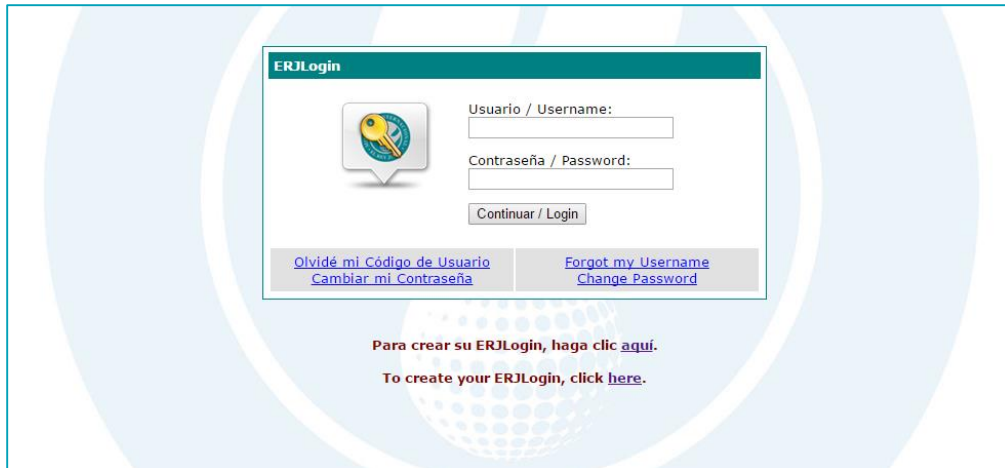 ERJLogin
Usuario / Username:
Contraseña / Password:
Continuar / Login
Olvidé mi Código de Usuario
Cambiar mi Contraseña
Forgot my Username
Change Password
Para crear su ERJLogin, haga clic aquí.
To create your ERJLogin, click here.